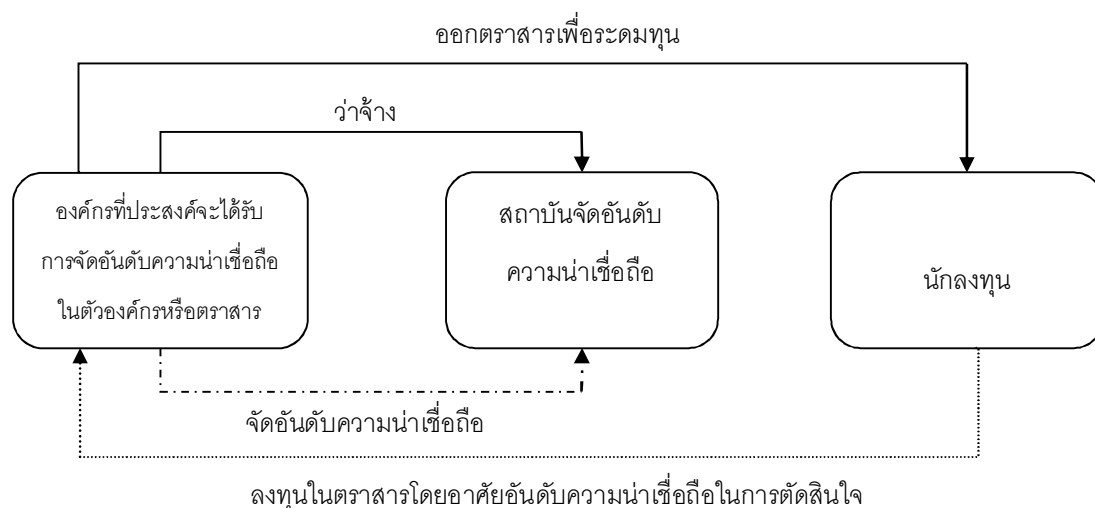 ออกตราสารเพื่อระดมทุน
ว่าจ้าง
องค์กรที่ประสงค์จะได้รับ
การจัดอันดับความน่าเชื่อถือ
ในตัวองค์กรหรือตราสาร
สถาบันจัดอันดับ
ความน่าเชื่อถือ
นักลงทุน
จัดอันดับความน่าเชื่อถือ
ลงทุนในตราสารโดยอาศัยอันดับความน่าเชื่อถือในการตัดสินใจ